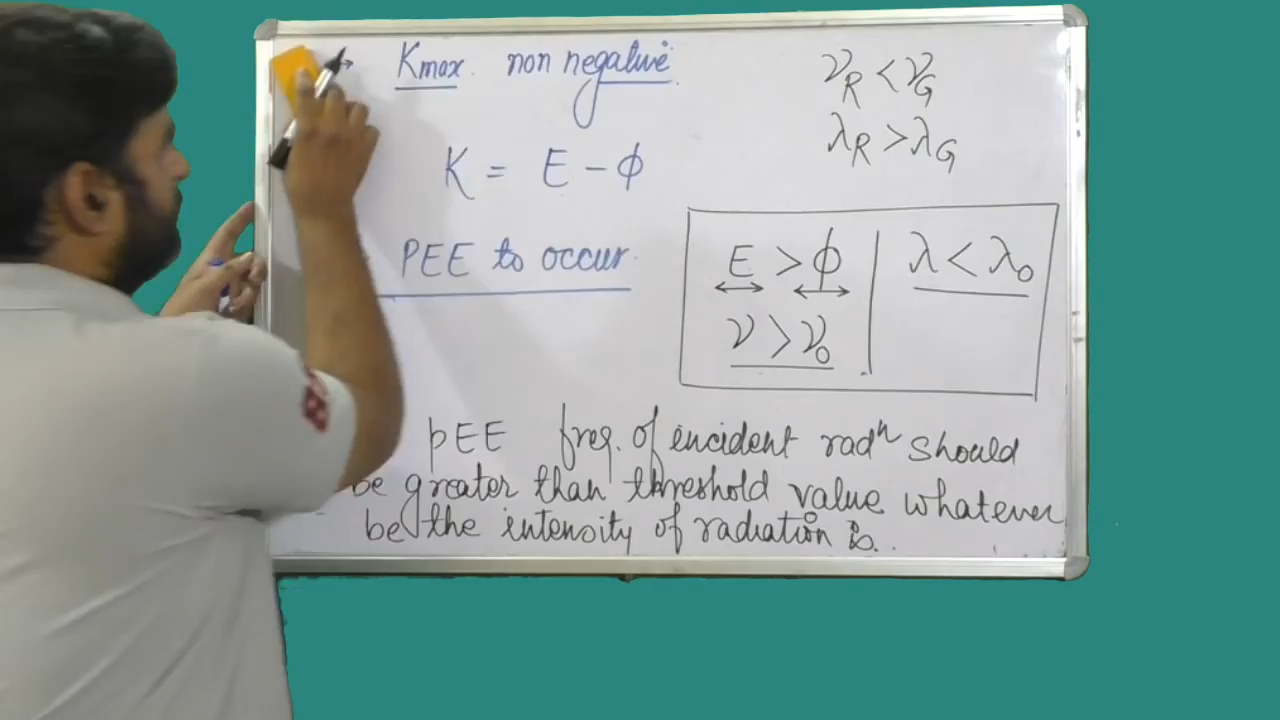 Kmax non negative
νR < νG
λR > λG
K = E - ϕ
PEE to occur
E > ϕ
λ < λ0
ν > ν0
pEE freq. of incident radn should
be greater than threshold value whatever
be the intensity of radiation is.